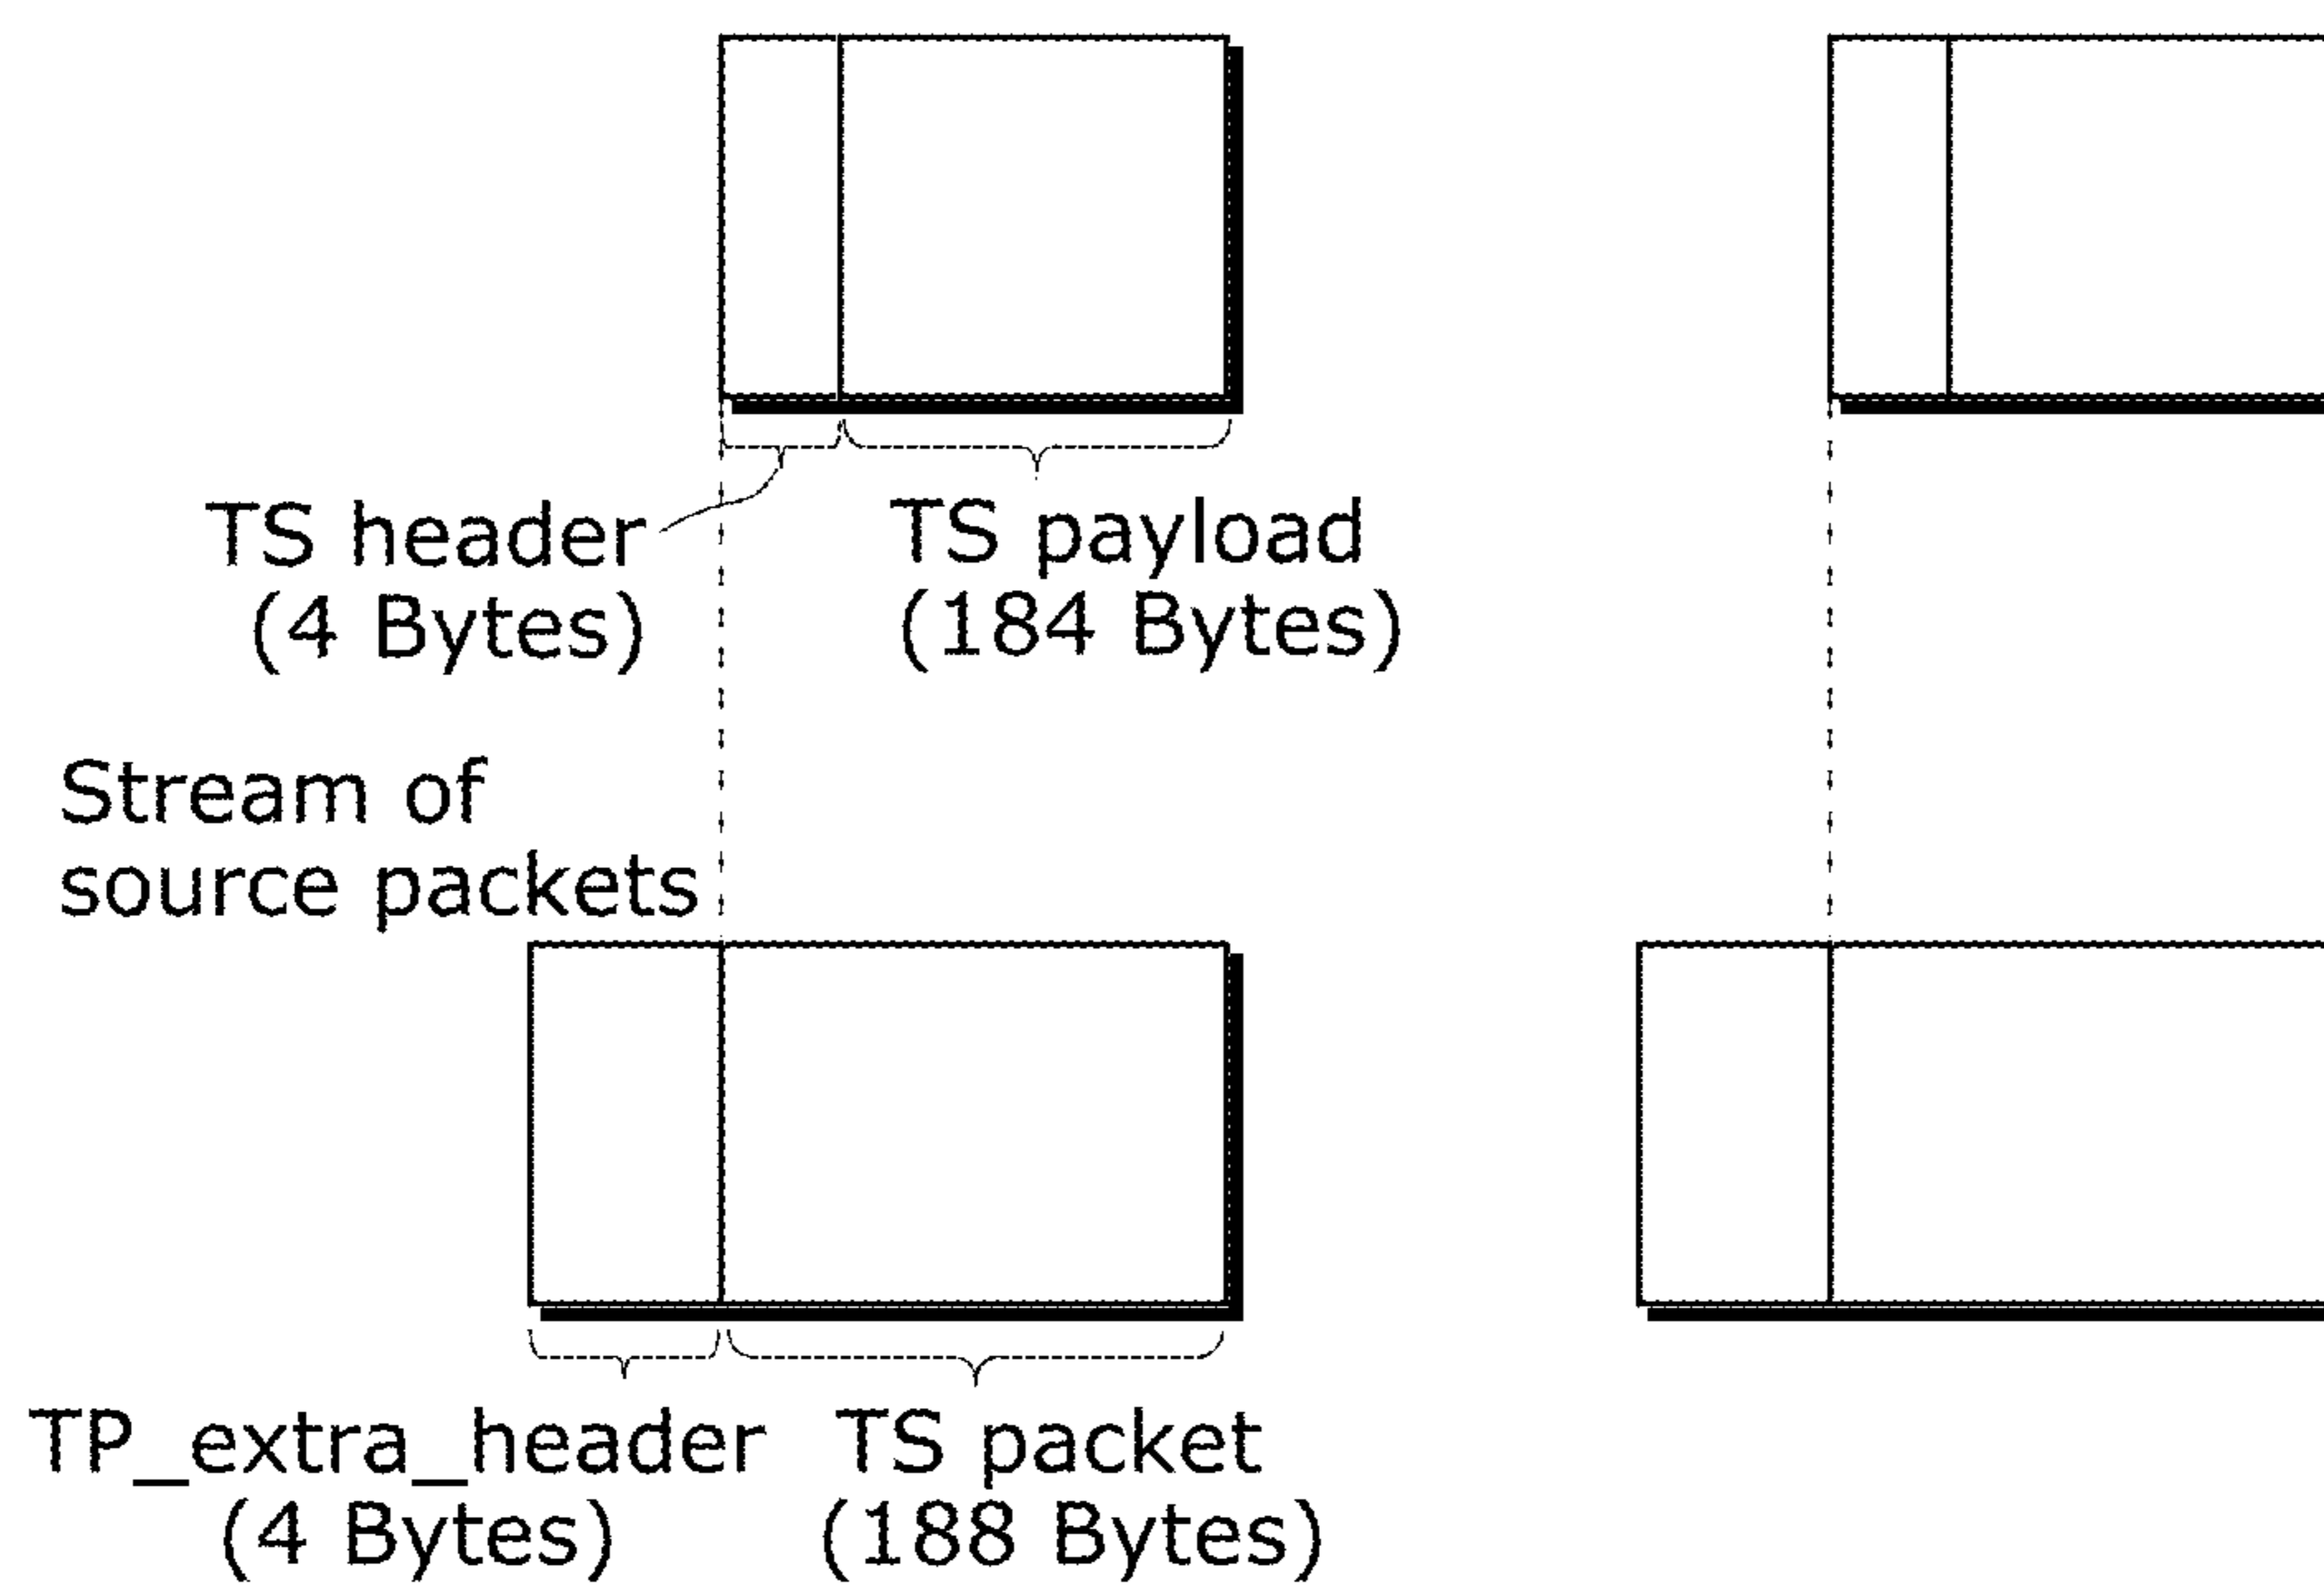 TS header
(4 Bytes)
TS payload
(184 Bytes)
Stream of
source packets
TP_extra_header
(4 Bytes)
TS packet
(188 Bytes)